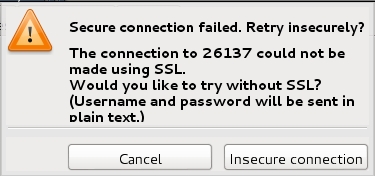 Secure connection failed. Retry insecurely?
The connection to 26137 could not be
made using SSL.
Would you like to try without SSL?
(Username and password will be sent in
plain text.)
Cancel
Insecure connection